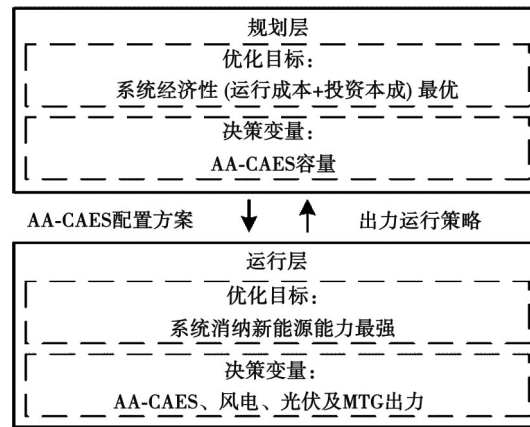 规划层
优化目标：
系统经济性 (运行成本+投资本成) 最优
决策变量：
AA-CAES容量
AA-CAES配置方案
出力运行策略
运行层
优化目标：
系统消纳新能源能力最强
决策变量：
AA-CAES、风电、光伏及MTG出力